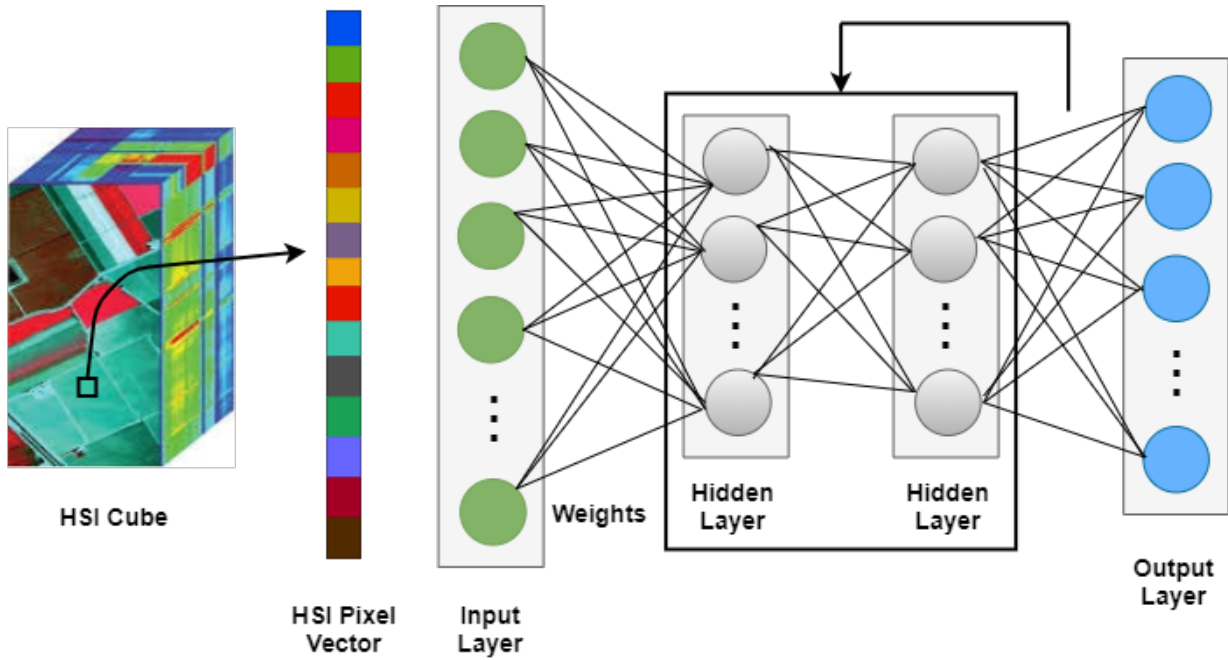 HSI Cube
HSI Pixel
Vector
Input
Layer
Weights
Hidden
Layer
Hidden
Layer
Output
Layer